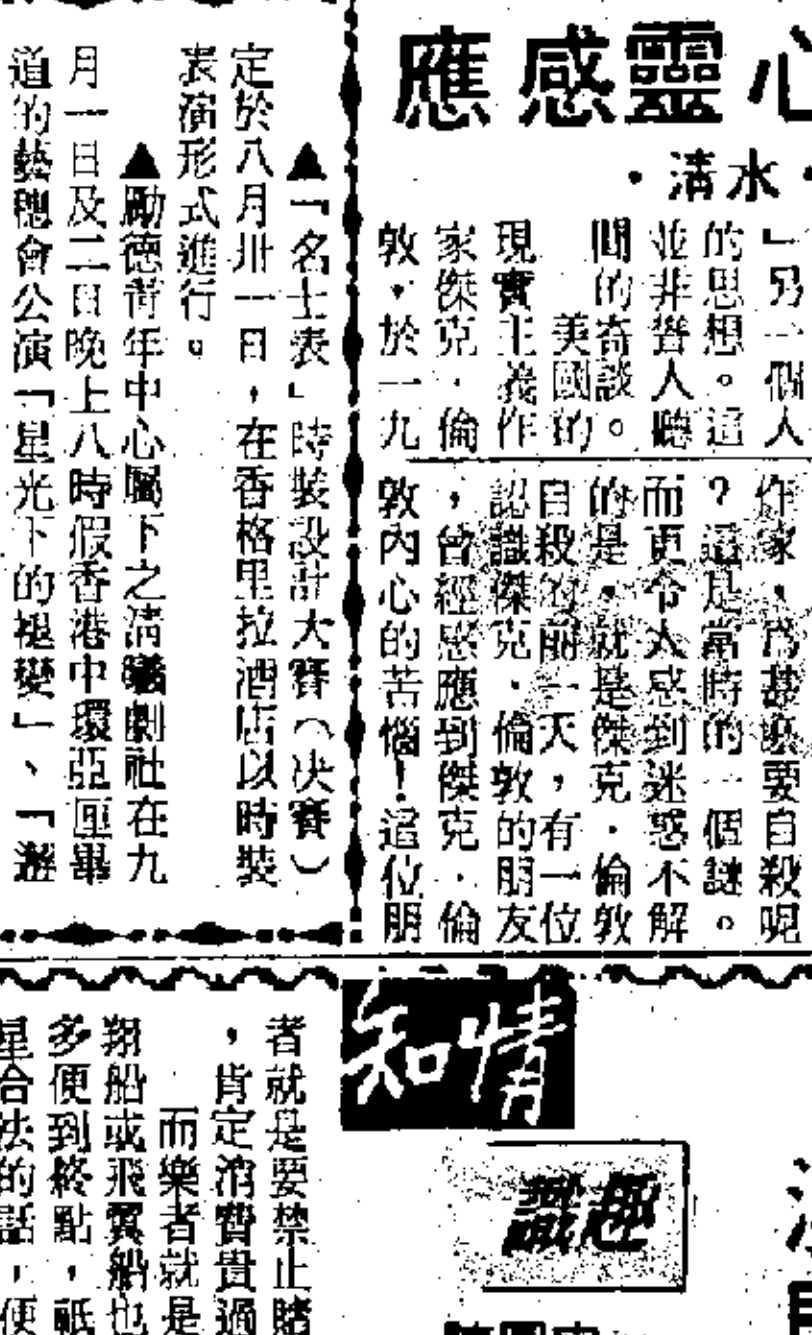 心靈感應
·清水·
」另一個人
的思想。這
並非聳人聽
聞的奇談。
美國的
現實主義作
家傑克·倫
敦，於一九
作家，為甚麼要自殺呢
？這是當時的一個謎。
而更令人感到迷惑不解
的是，就是傑克·倫敦
自殺的前一天，有一位
認識傑克·倫敦的朋友
，曾經感應到傑克·倫
敦內心的苦惱！這位朋
▲「名士表」時裝設計大賽（決賽）
定於八月卅一日，在香格里拉酒店以時裝
表演形式進行。
▲勵德青年中心屬下之清曦劇社在九
月一日及二日晚上八時假香港中環亞厘畢
道的藝穗會公演「星光下的褪變」、「邂
知情
識趣
者就是要禁止賭
，肯定消費貴過
而樂者就是
翔船或飛翼船也
多便到終點，祇
星合法的話，便